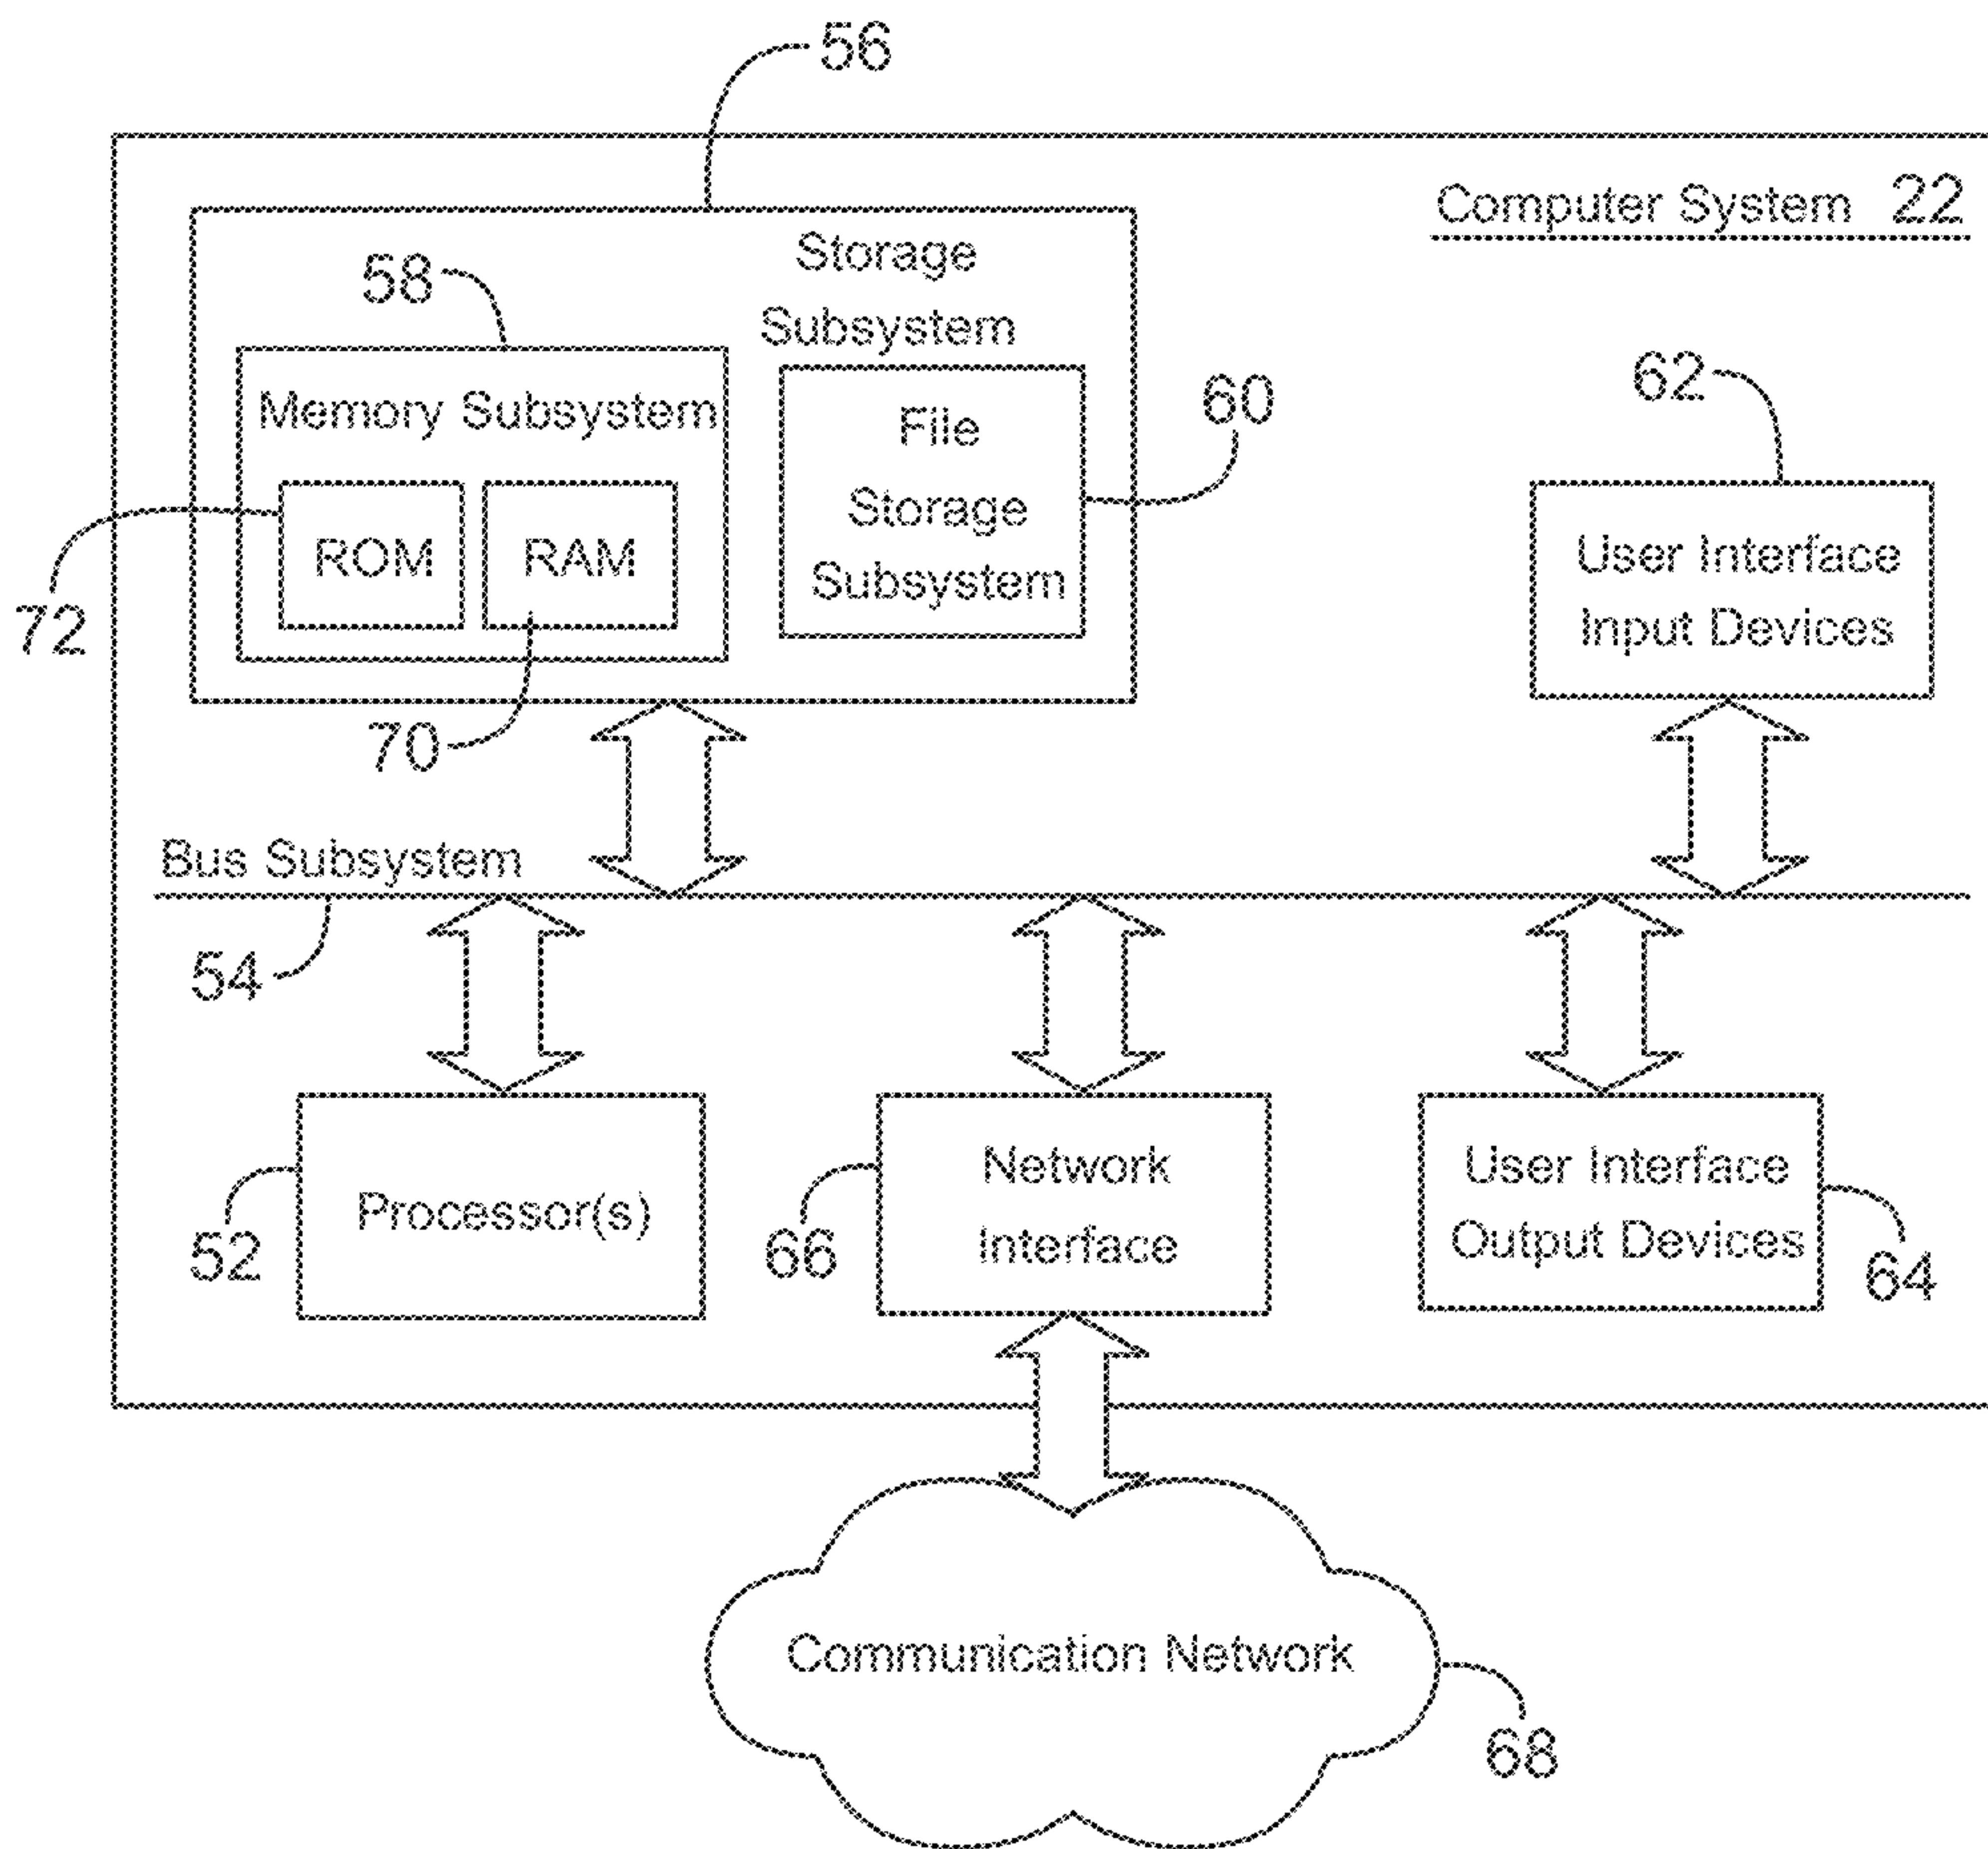 56
Computer System 22
Storage
Subsystem
58
Memory Subsystem
File
Storage
Subsystem
60
62
ROM
RAM
72
70
User Interface
Input Devices
Bus Subsystem
54
Processor(s)
52
Network
Interface
66
User Interface
Output Devices
64
Communication Network
68